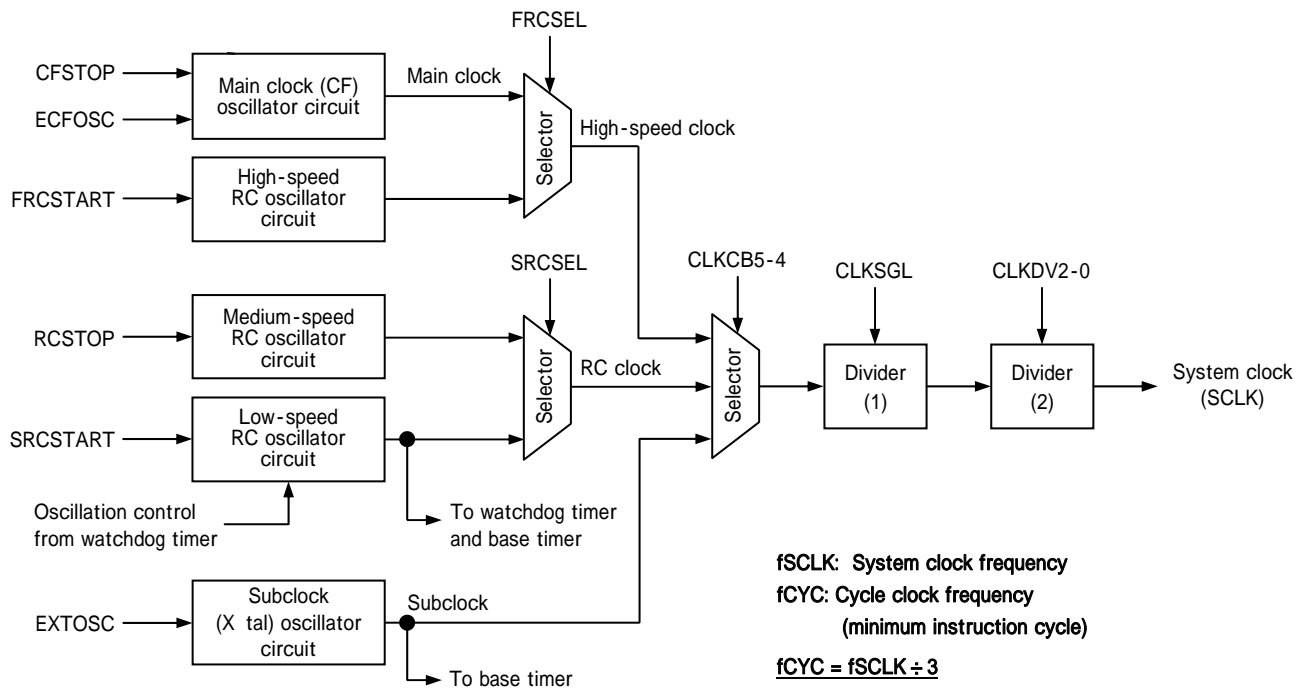 FRCSEL
CFSTOP
ECFOSC
Main clock (CF)
oscillator circuit
Main clock
Selector
High-speed clock
FRCSTART
High-speed
RC oscillator
circuit
SRCSEL
CLKCB5-4
CLKSGL
CLKDV2-0
RCSTOP
Medium-speed
RC oscillator
circuit
Selector
RC clock
Selector
Divider
(1)
Divider
(2)
System clock
(SCLK)
SRCSTART
Low-speed
RC oscillator
circuit
Oscillation control
from watchdog timer
To watchdog timer
and base timer
EXTOSC
Subclock
(X tal) oscillator
circuit
Subclock
To base timer
fSCLK: System clock frequency
fCYC: Cycle clock frequency
(minimum instruction cycle)
fCYC = fSCLK ÷ 3